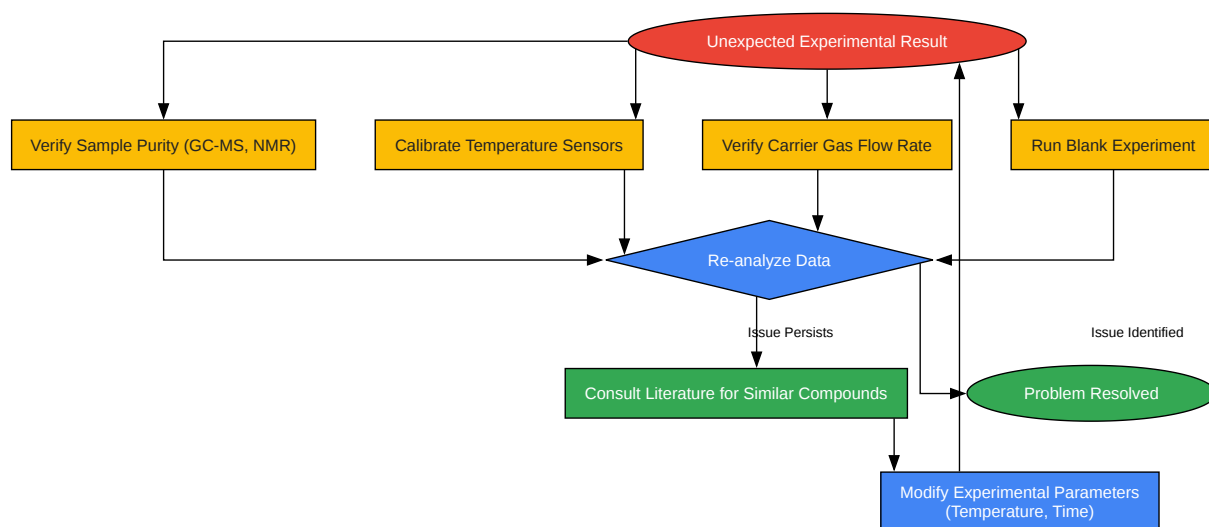 Unexpected Experimental Result
Verify Sample Purity (GC-MS, NMR)
Calibrate Temperature Sensors
Verify Carrier Gas Flow Rate
Run Blank Experiment
Re-analyze Data
Issue Persists
Issue Identified
Consult Literature for Similar Compounds
Problem Resolved
Modify Experimental Parameters
(Temperature, Time)